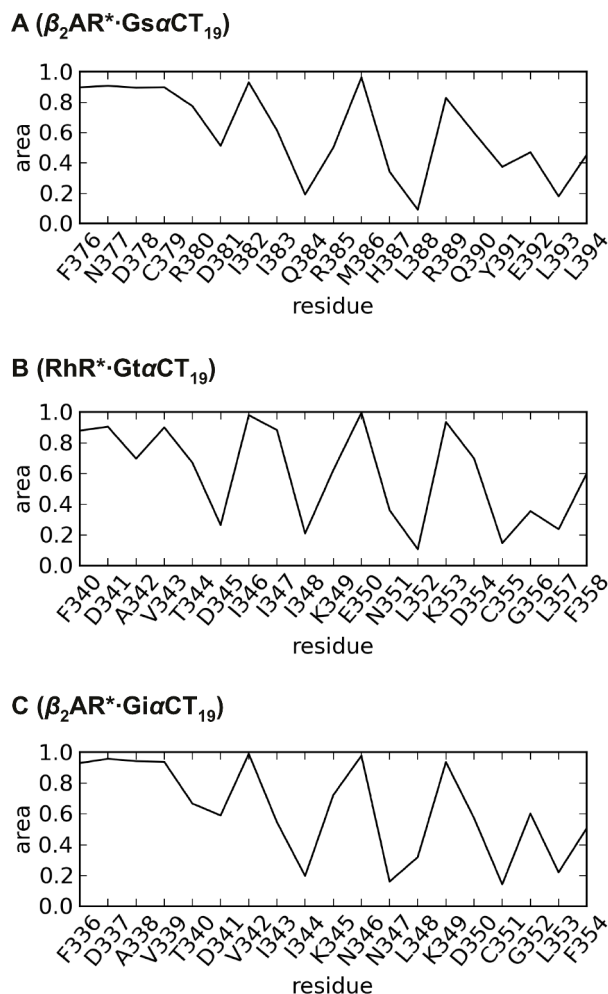 A (β₂AR*·GsαCT₁₉)
1.0
0.8
0.6
0.4
0.2
0.0
area
F376 N377 D378 C379 R380 D381 I382 I383 Q384 R385 M386 H387 L388 R389 Q390 Y391 E392 L393 L394
residue
B (RhR*·GtαCT₁₉)
1.0
0.8
0.6
0.4
0.2
0.0
area
F340 D341 A342 V343 T344 D345 I346 I347 I348 K349 E350 N351 L352 K353 D354 C355 G356 L357 F358
residue
C (β₂AR*·GiαCT₁₉)
1.0
0.8
0.6
0.4
0.2
0.0
area
F336 D337 A338 V339 T340 D341 V342 I343 I344 K345 N346 N347 L348 K349 D350 C351 G352 L353 F354
residue